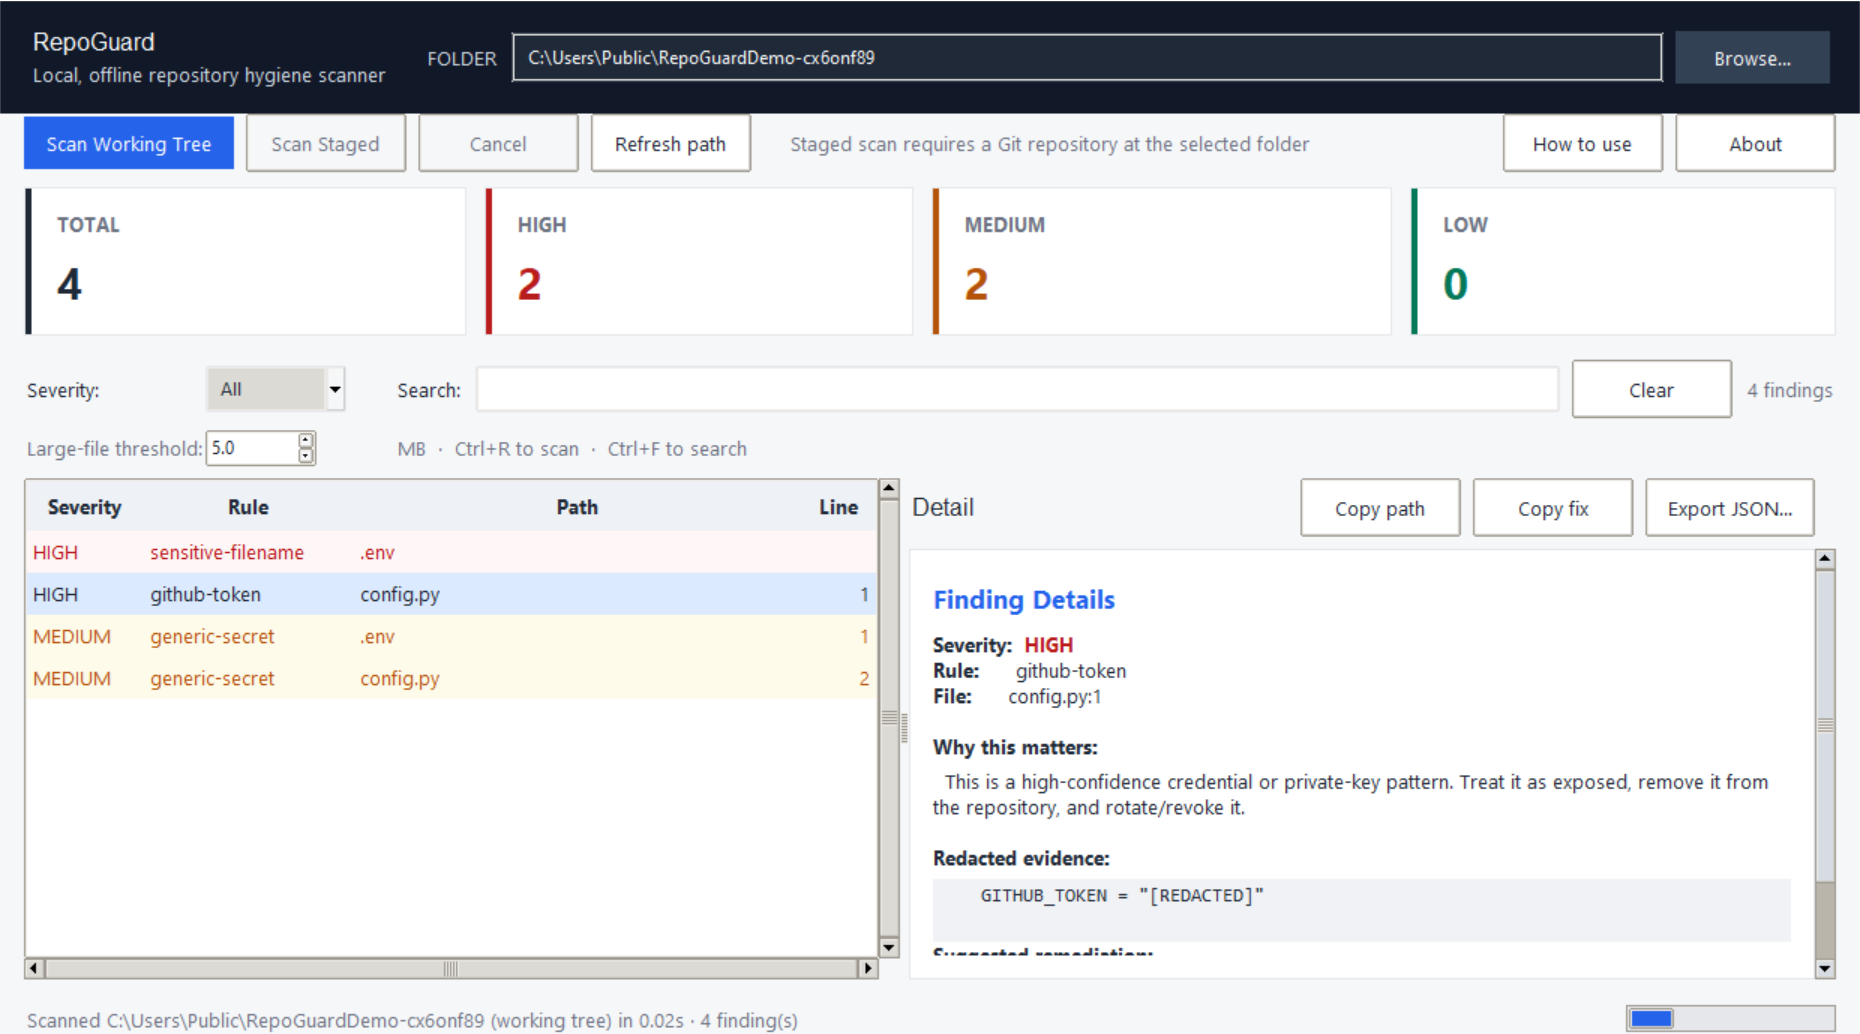 RepoGuard
Local, offline repository hygiene scanner
FOLDER
C:\Users\Public\RepoGuardDemo-cx6onf89
Browse...
Scan Working Tree
Scan Staged
Cancel
Refresh path
Staged scan requires a Git repository at the selected folder
How to use
About
TOTAL
4
HIGH
2
MEDIUM
2
LOW
0
Severity:
All
Search:
Clear
4 findings
Large-file threshold:
5.0
MB · Ctrl+R to scan · Ctrl+F to search
Severity Rule Path Line
HIGH sensitive-filename .env
HIGH github-token config.py 1
MEDIUM generic-secret .env 1
MEDIUM generic-secret config.py 2
Detail
Copy path
Copy fix
Export JSON...
Finding Details
Severity: HIGH
Rule: github-token
File: config.py:1
Why this matters:
This is a high-confidence credential or private-key pattern. Treat it as exposed, remove it from
the repository, and rotate/revoke it.
Redacted evidence:
GITHUB_TOKEN = "[REDACTED]"
Suggested remediation:
Scanned C:\Users\Public\RepoGuardDemo-cx6onf89 (working tree) in 0.02s · 4 finding(s)